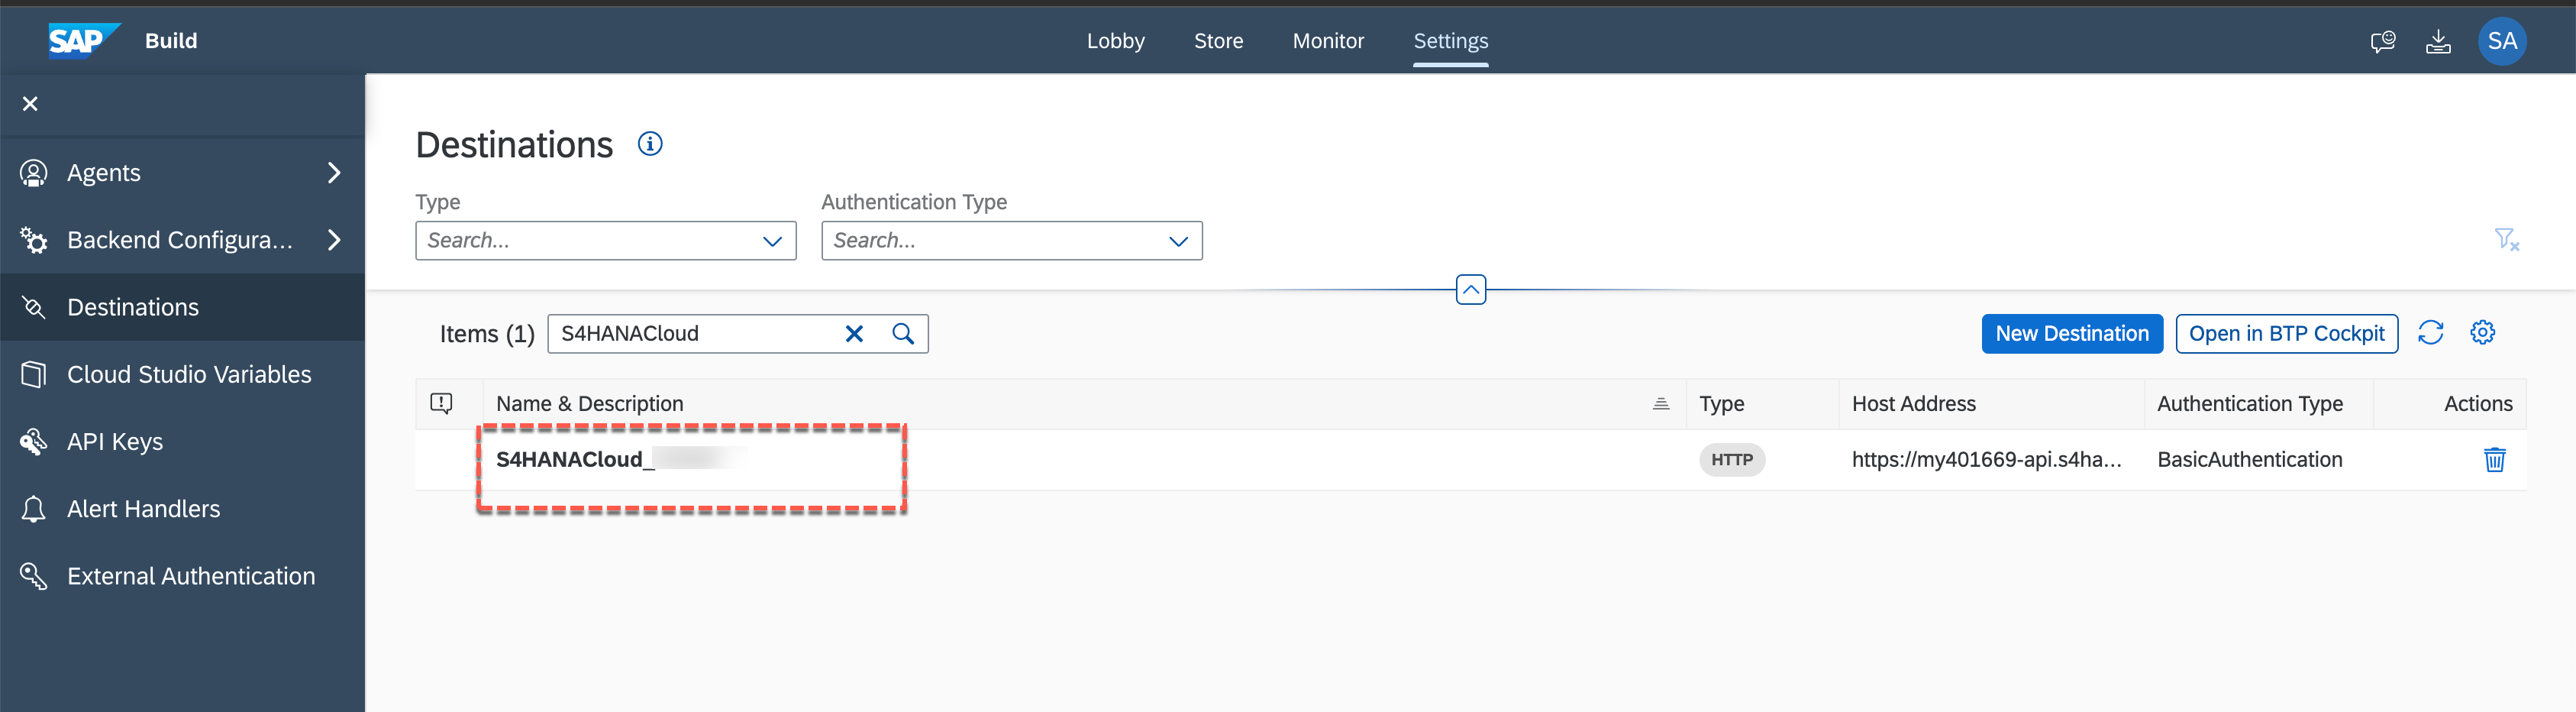 SAP Build Lobby Store Monitor Settings SA
Agents
Backend Configura...
Destinations
Cloud Studio Variables
API Keys
Alert Handlers
External Authentication
Destinations
Type Authentication Type
Search... Search...
Items (1) S4HANACloud New Destination Open in BTP Cockpit
Name & Description Type Host Address Authentication Type Actions
S4HANACloud_ HTTP https://my401669-api.s4ha... BasicAuthentication